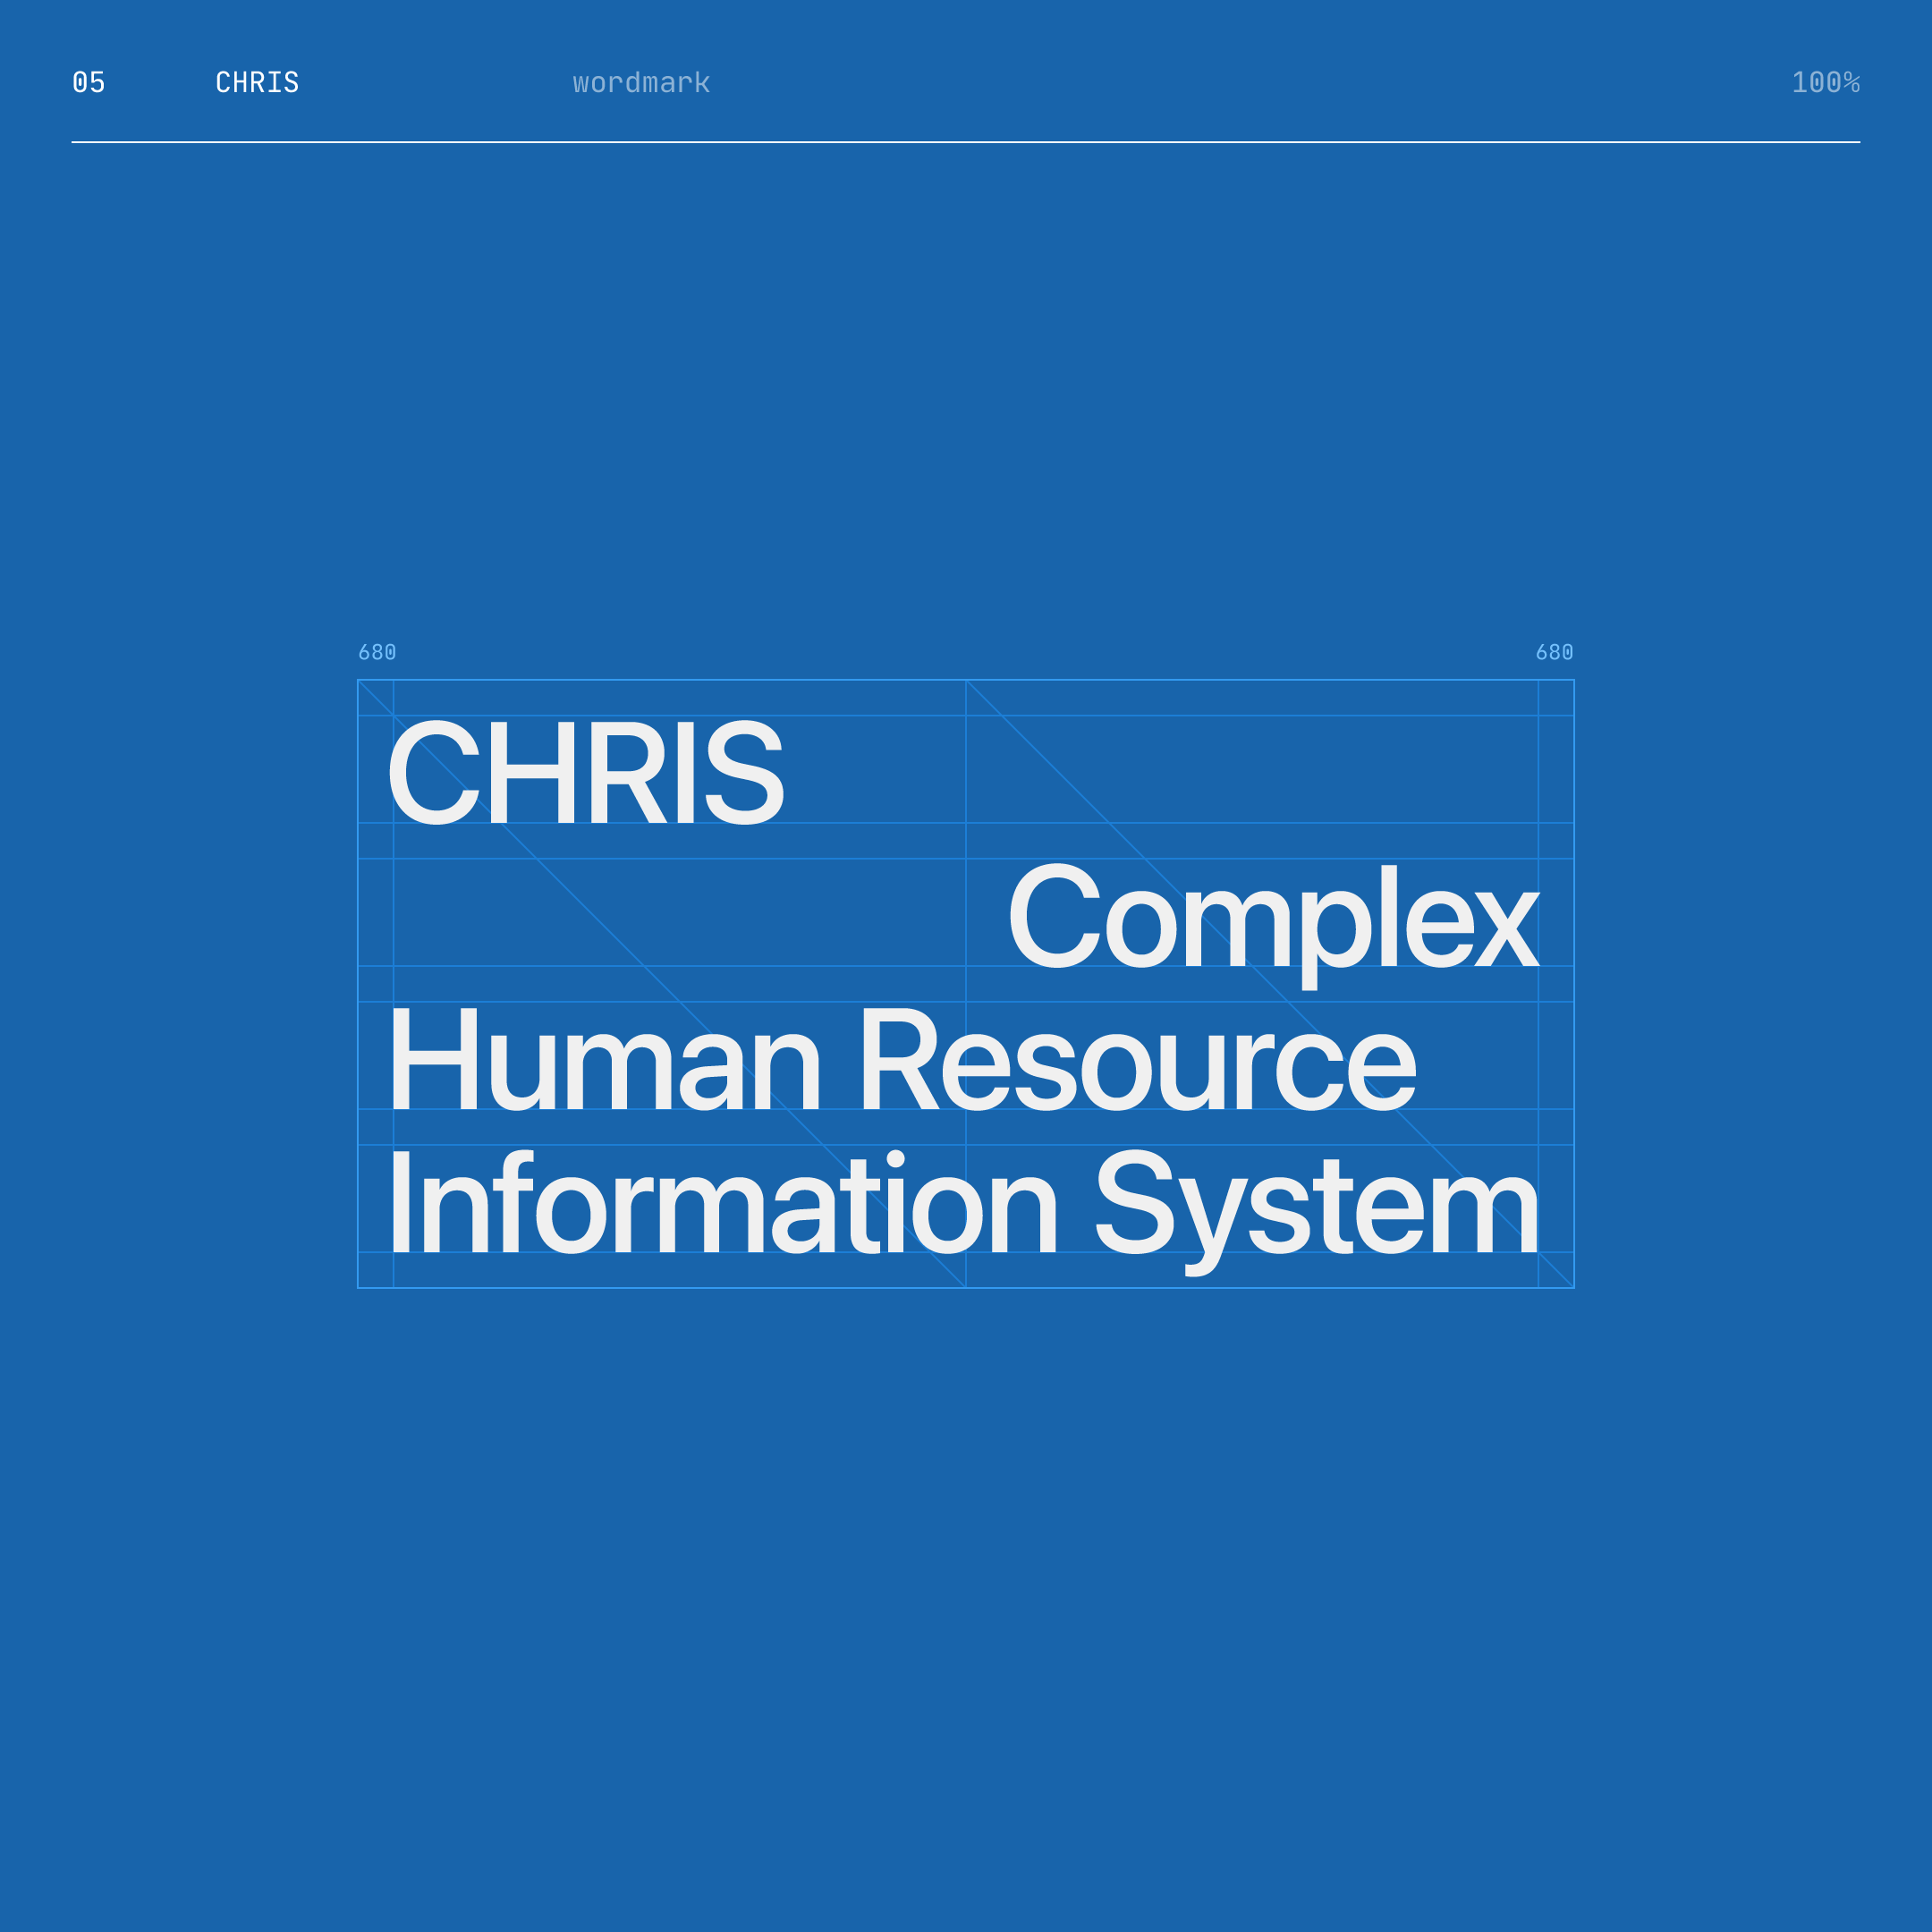 05 CHRIS wordmark 100%
680 680
CHRIS
Complex
Human Resource
Information System